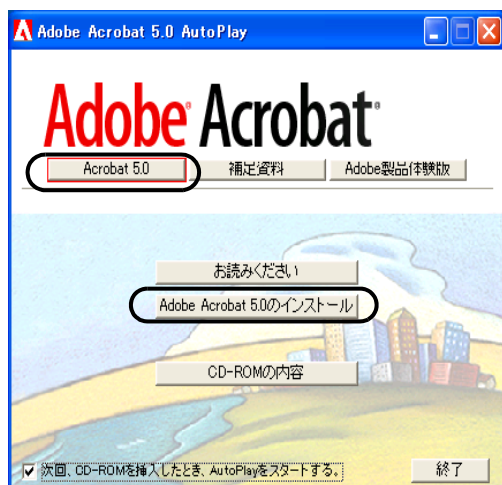 Adobe Acrobat 5.0 AutoPlay
Adobe Acrobat
Acrobat 5.0 補足資料 Adobe製品体験版
お読みください
Adobe Acrobat 5.0のインストール
CD-ROMの内容
次回、CD-ROMを挿入したとき、AutoPlayをスタートする。 終了